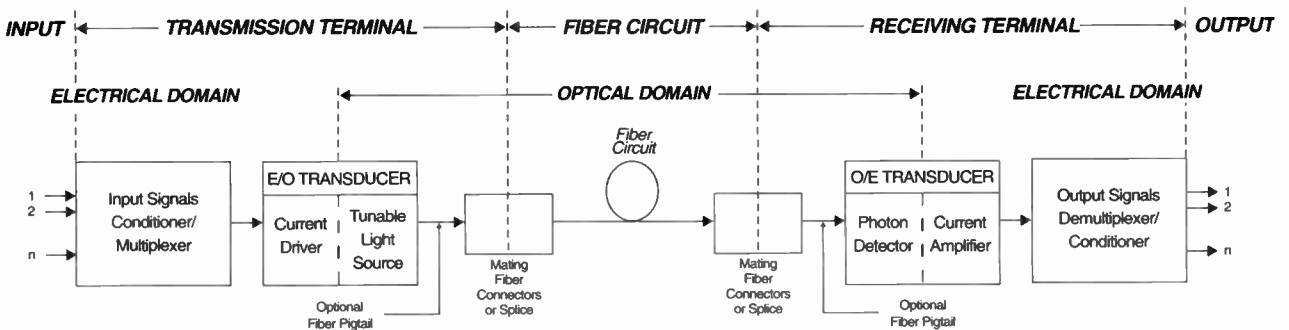 INPUT TRANSMISSION TERMINAL FIBER CIRCUIT RECEIVING TERMINAL OUTPUT
ELECTRICAL DOMAIN OPTICAL DOMAIN ELECTRICAL DOMAIN
Fiber
Circuit
1
2
n
Input Signals
Conditioner/
Multiplexer
E/O TRANSDUCER
Current
Driver
Tunable
Light
Source
Optional
Fiber Pigtail
Mating
Fiber
Connectors
or Splice
Mating
Fiber
Connectors
or Splice
O/E TRANSDUCER
Photon
Detector
Current
Amplifier
Optional
Fiber Pigtail
Output Signals
Demultiplexer/
Conditioner
1
2
n